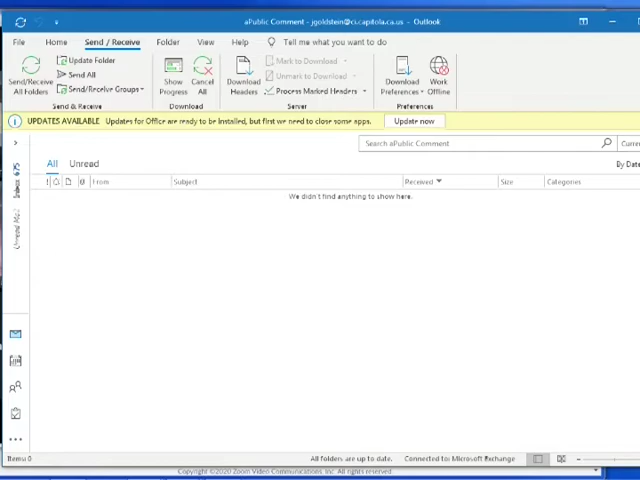 aPublic Comment – jgoldstein@ci.capitola.ca.us – Outlook
File Home Send / Receive Folder View Help Tell me what you want to do
Send/Receive All Folders
Update Folder
Send All
Send/Receive Groups
Send & Receive
Show Progress
Cancel All
Download
Download Headers
Mark to Download
Unmark to Download
Process Marked Headers
Server
Download Preferences
Work Offline
Preferences
UPDATES AVAILABLE Updates for Office are ready to be installed, but first we need to close some apps. Update now
Search aPublic Comment
All Unread By Date
! From Subject Received Size Categories
We didn't find anything to show here.
Inbox 675
Unread Mail
Items: 0 All folders are up to date. Connected to: Microsoft Exchange
Copyright ©2020 Zoom Video Communications, Inc. All rights reserved.